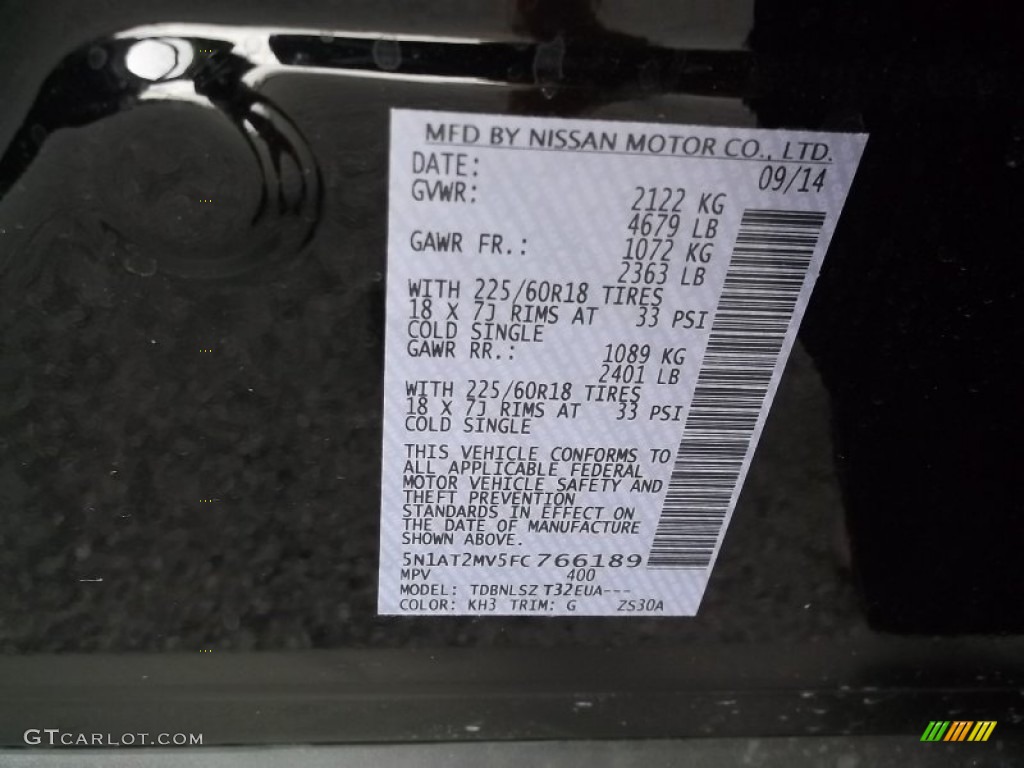 MFD BY NISSAN MOTOR CO., LTD.
DATE: 09/14
GVWR: 2122 KG
4679 LB
GAWR FR.: 1072 KG
2363 LB
WITH 225/60R18 TIRES
18 X 7J RIMS AT 33 PSI
COLD SINGLE
GAWR RR.: 1089 KG
2401 LB
WITH 225/60R18 TIRES
18 X 7J RIMS AT 33 PSI
COLD SINGLE
THIS VEHICLE CONFORMS TO
ALL APPLICABLE FEDERAL
MOTOR VEHICLE SAFETY AND
THEFT PREVENTION
STANDARDS IN EFFECT ON
THE DATE OF MANUFACTURE
SHOWN ABOVE.
5N1AT2MV5FC766189
MPV 400
MODEL: TDBNLSZ T32EUA---
COLOR: KH3 TRIM: G ZS30A
GTCARLOT.COM